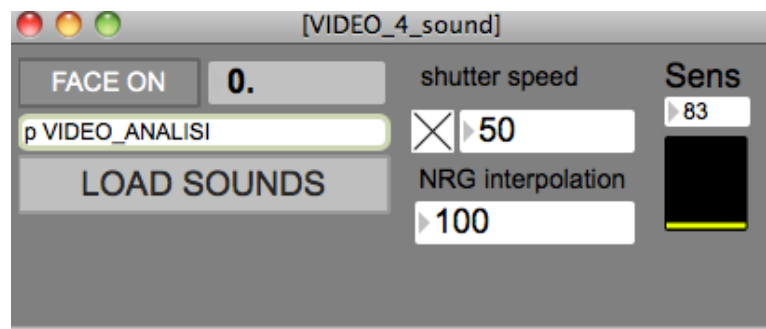 [VIDEO_4_sound]
FACE ON
0.
shutter speed
Sens
83
p VIDEO_ANALISI
50
LOAD SOUNDS
NRG interpolation
100